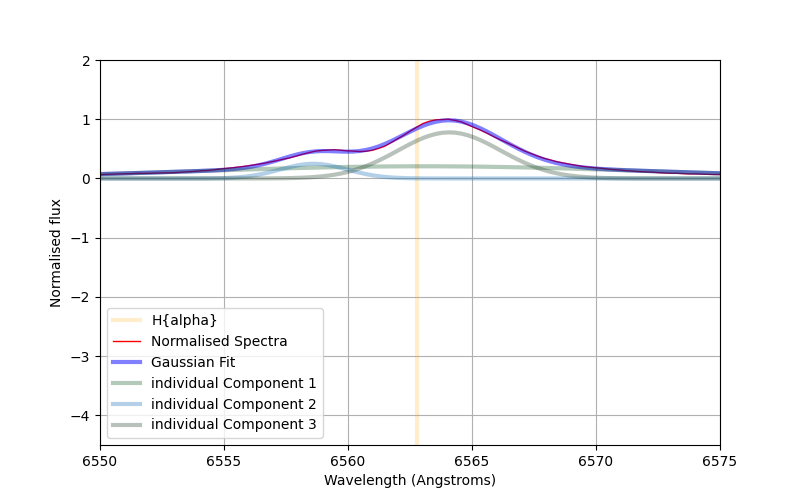 2
1
0
−1
−2
−3
−4
Normalised flux
H{alpha}
Normalised Spectra
Gaussian Fit
individual Component 1
individual Component 2
individual Component 3
6550 6555 6560 6565 6570 6575
Wavelength (Angstroms)